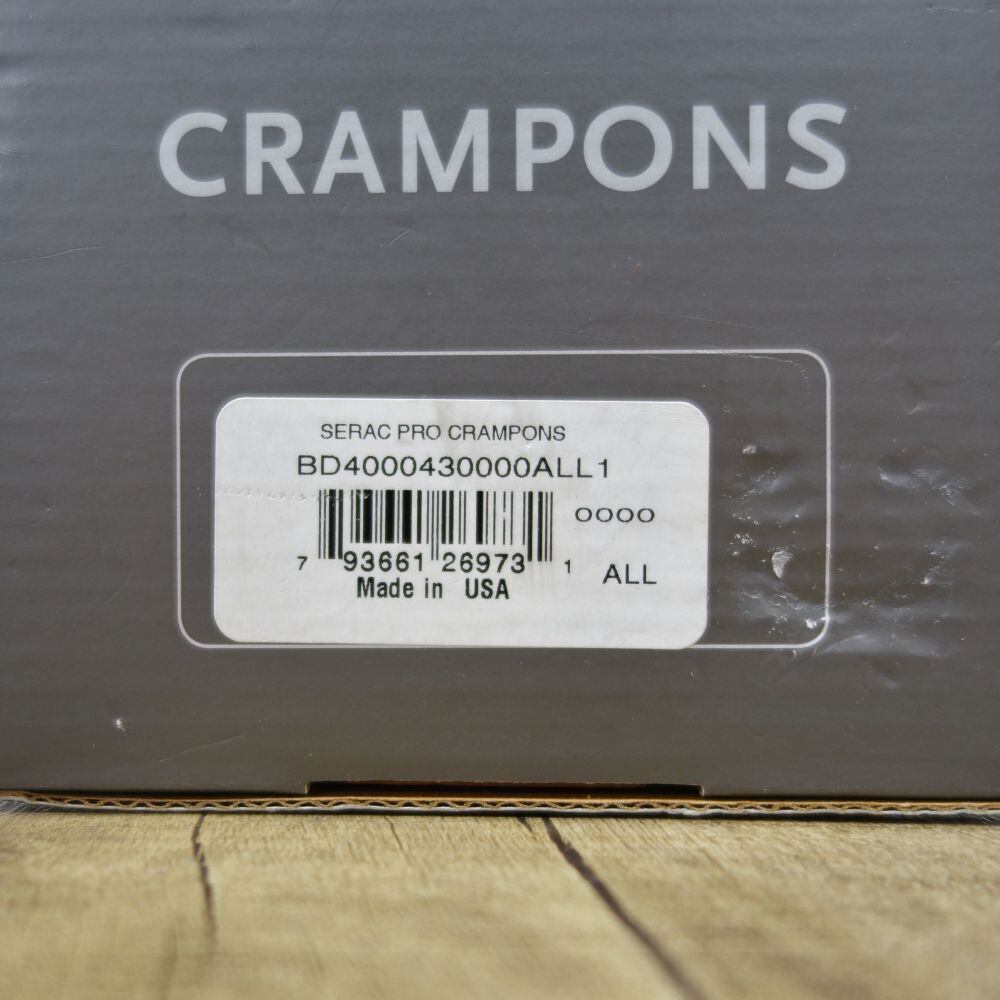 CRAMPONS
SERAC PRO CRAMPONS
BD4000430000ALL1
0000
7 93661 26973 1
ALL
Made in USA